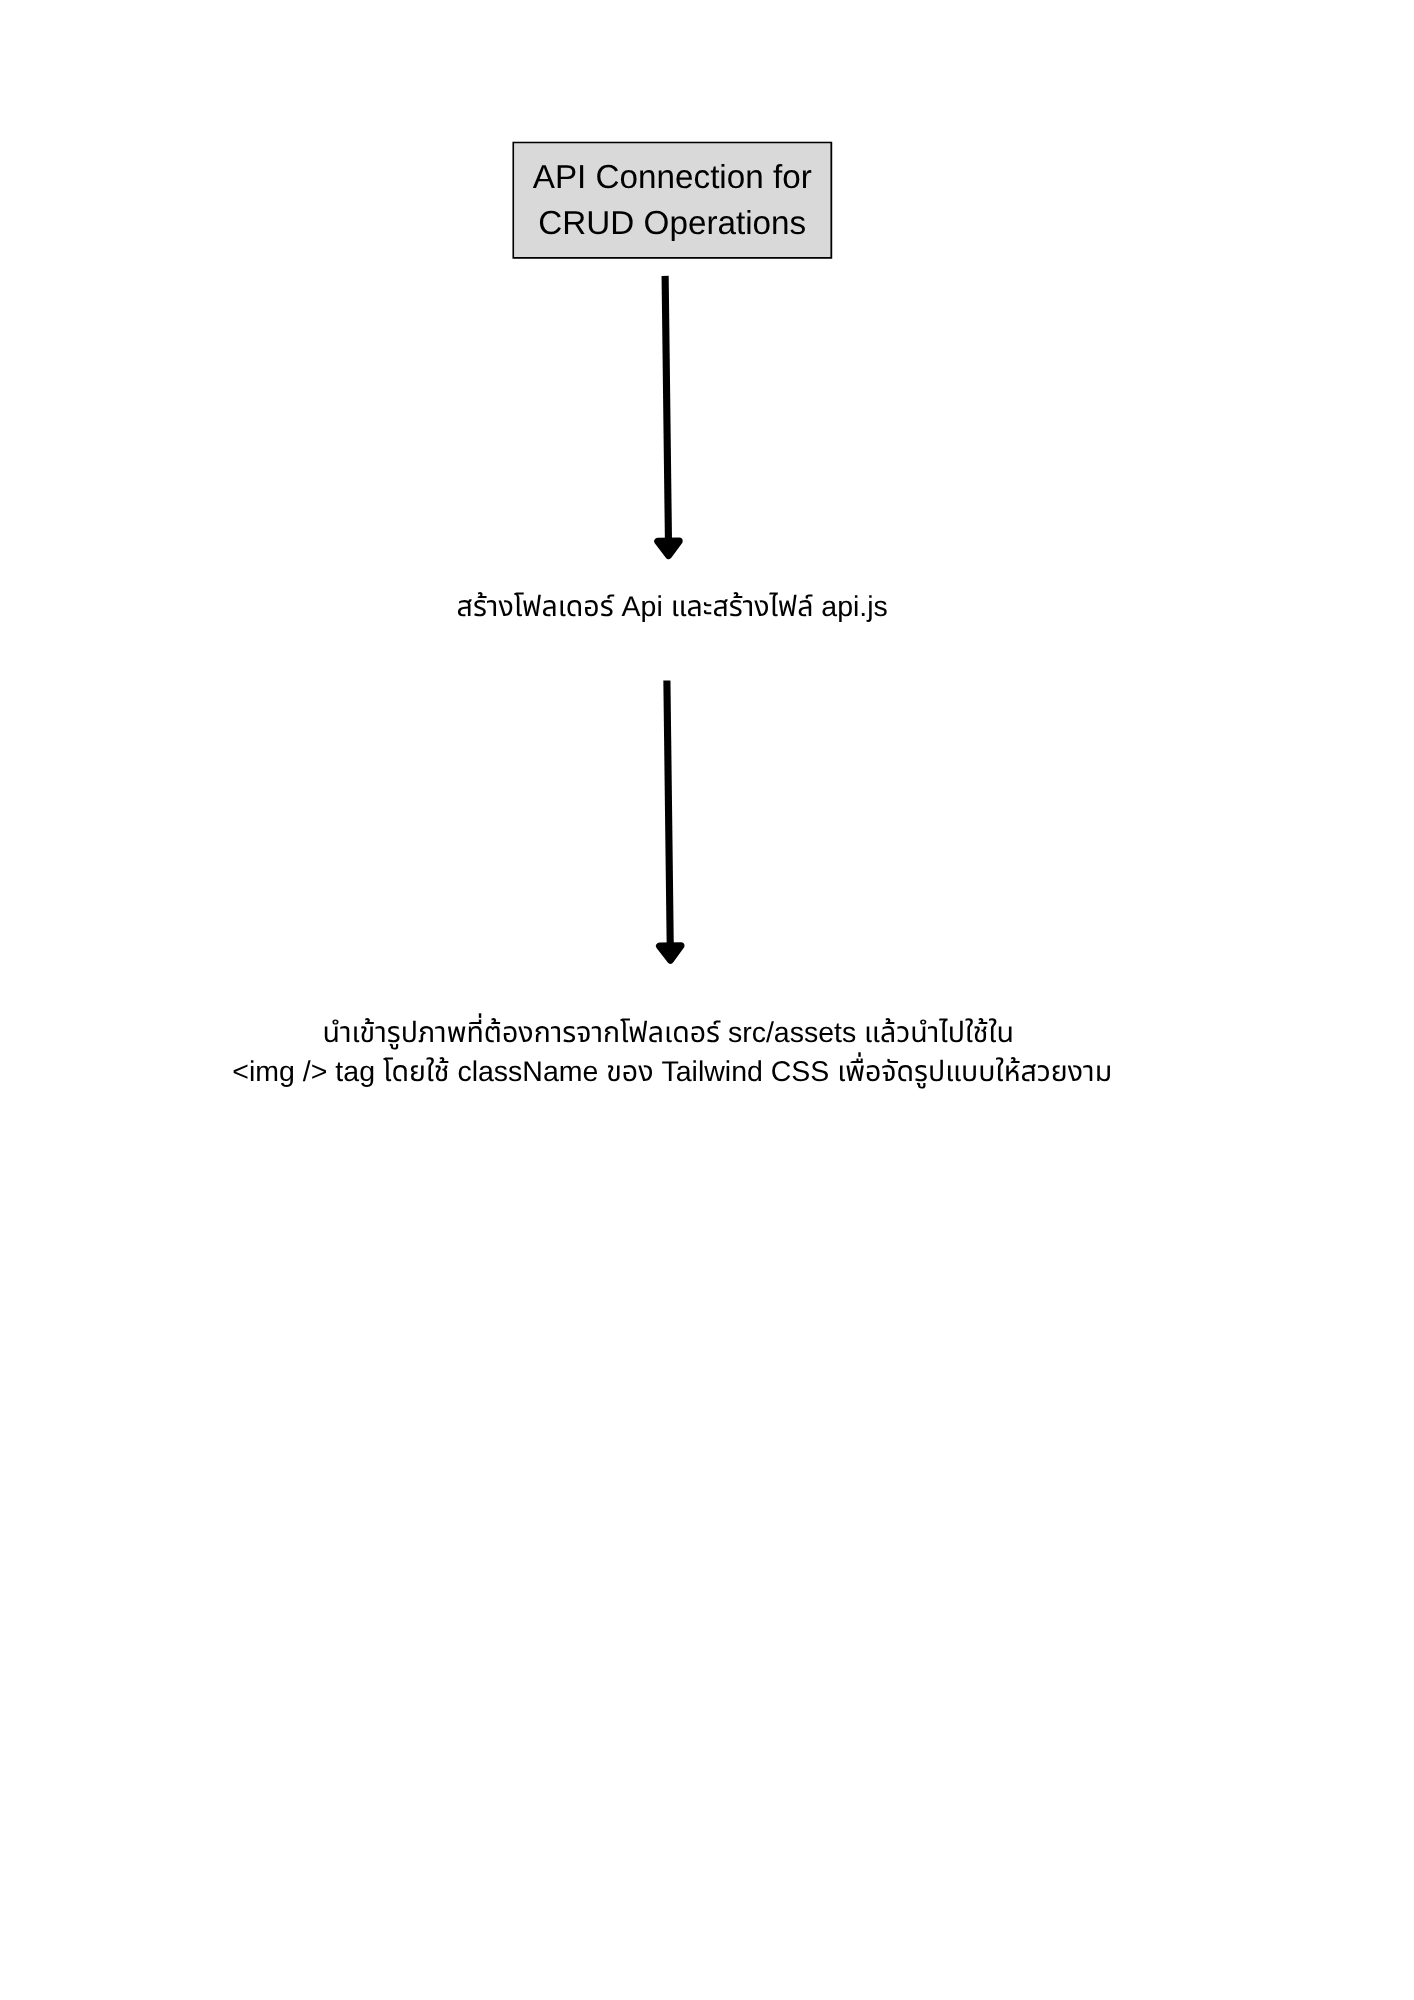 API Connection for
CRUD Operations
สร้างโฟลเดอร์ Api และสร้างไฟล์ api.js
นำเข้ารูปภาพที่ต้องการจากโฟลเดอร์ src/assets แล้วนำไปใช้ใน
<img /> tag โดยใช้ className ของ Tailwind CSS เพื่อจัดรูปแบบให้สวยงาม